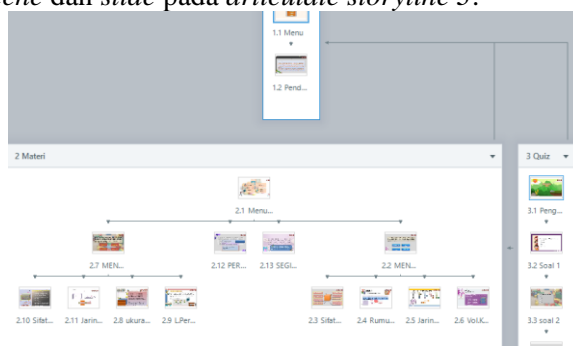 ene dan slide pada articulate storyline 3.
1.1 Menu
1.2 Pend...
2 Materi
3 Quiz
2.1 Menu...
3.1 Peng...
2.7 MEN...
2.12 PER...
2.13 SEGI...
2.2 MEN...
3.2 Soal 1
2.10 Sifat...
2.11 Jarin...
2.8 ukura...
2.9 L.Per...
2.3 Sifat...
2.4 Rumu...
2.5 Jarin...
2.6 Vol.K...
3.3 soal 2